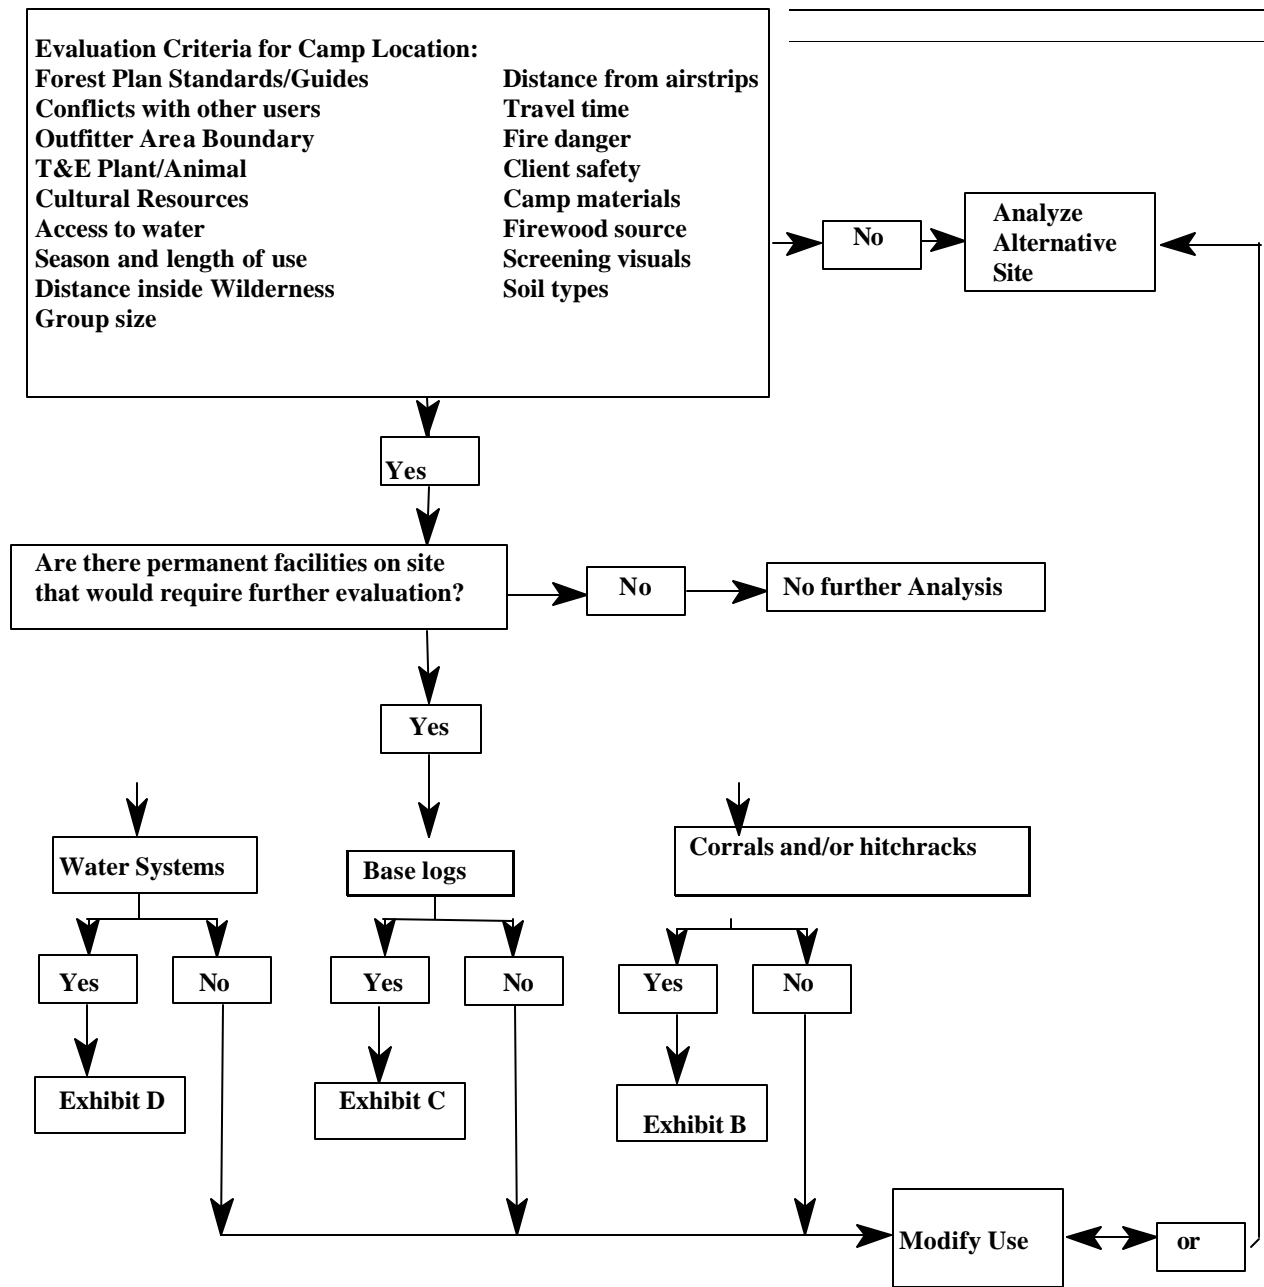 Evaluation Criteria for Camp Location:
Forest Plan Standards/Guides
Conflicts with other users
Outfitter Area Boundary
T&E Plant/Animal
Cultural Resources
Access to water
Season and length of use
Distance inside Wilderness
Group size
Distance from airstrips
Travel time
Fire danger
Client safety
Camp materials
Firewood source
Screening visuals
Soil types
No
Analyze
Alternative
Site
Yes
Are there permanent facilities on site
that would require further evaluation?
No
No further Analysis
Yes
Water Systems
Base logs
Corrals and/or hitchracks
Yes
No
Yes
No
Yes
No
Exhibit D
Exhibit C
Exhibit B
Modify Use
or